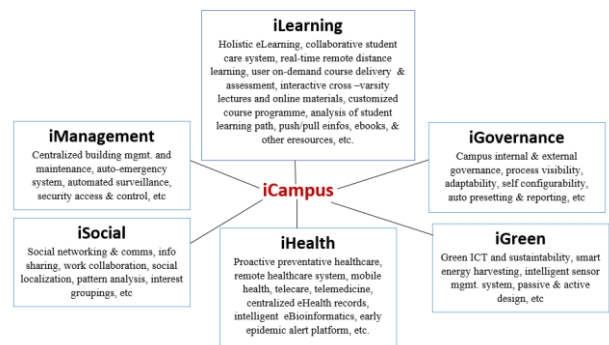 iLearning
Holistic eLearning, collaborative student
care system, real-time remote distance
learning, user on-demand course delivery &
assessment, interactive cross –varsity
lectures and online materials, customized
course programme, analysis of student
learning path, push/pull einfos, ebooks, &
other eresources, etc.
iManagement
Centralized building mgmt. and
maintenance, auto-emergency
system, automated surveillance,
security access & control, etc
iGovernance
Campus internal & external
governance, process visibility,
adaptability, self configurability,
auto presetting & reporting, etc
iCampus
iSocial
Social networking & comms, info
sharing, work collaboration, social
localization, pattern analysis, interest
groupings, etc
iHealth
Proactive preventative healthcare,
remote healthcare system, mobile
health, telecare, telemedicine,
centralized eHealth records,
intelligent eBioinformatics, early
epidemic alert platform, etc.
iGreen
Green ICT and sustaintability, smart
energy harvesting, intelligent sensor
mgmt. system, passive & active
design, etc